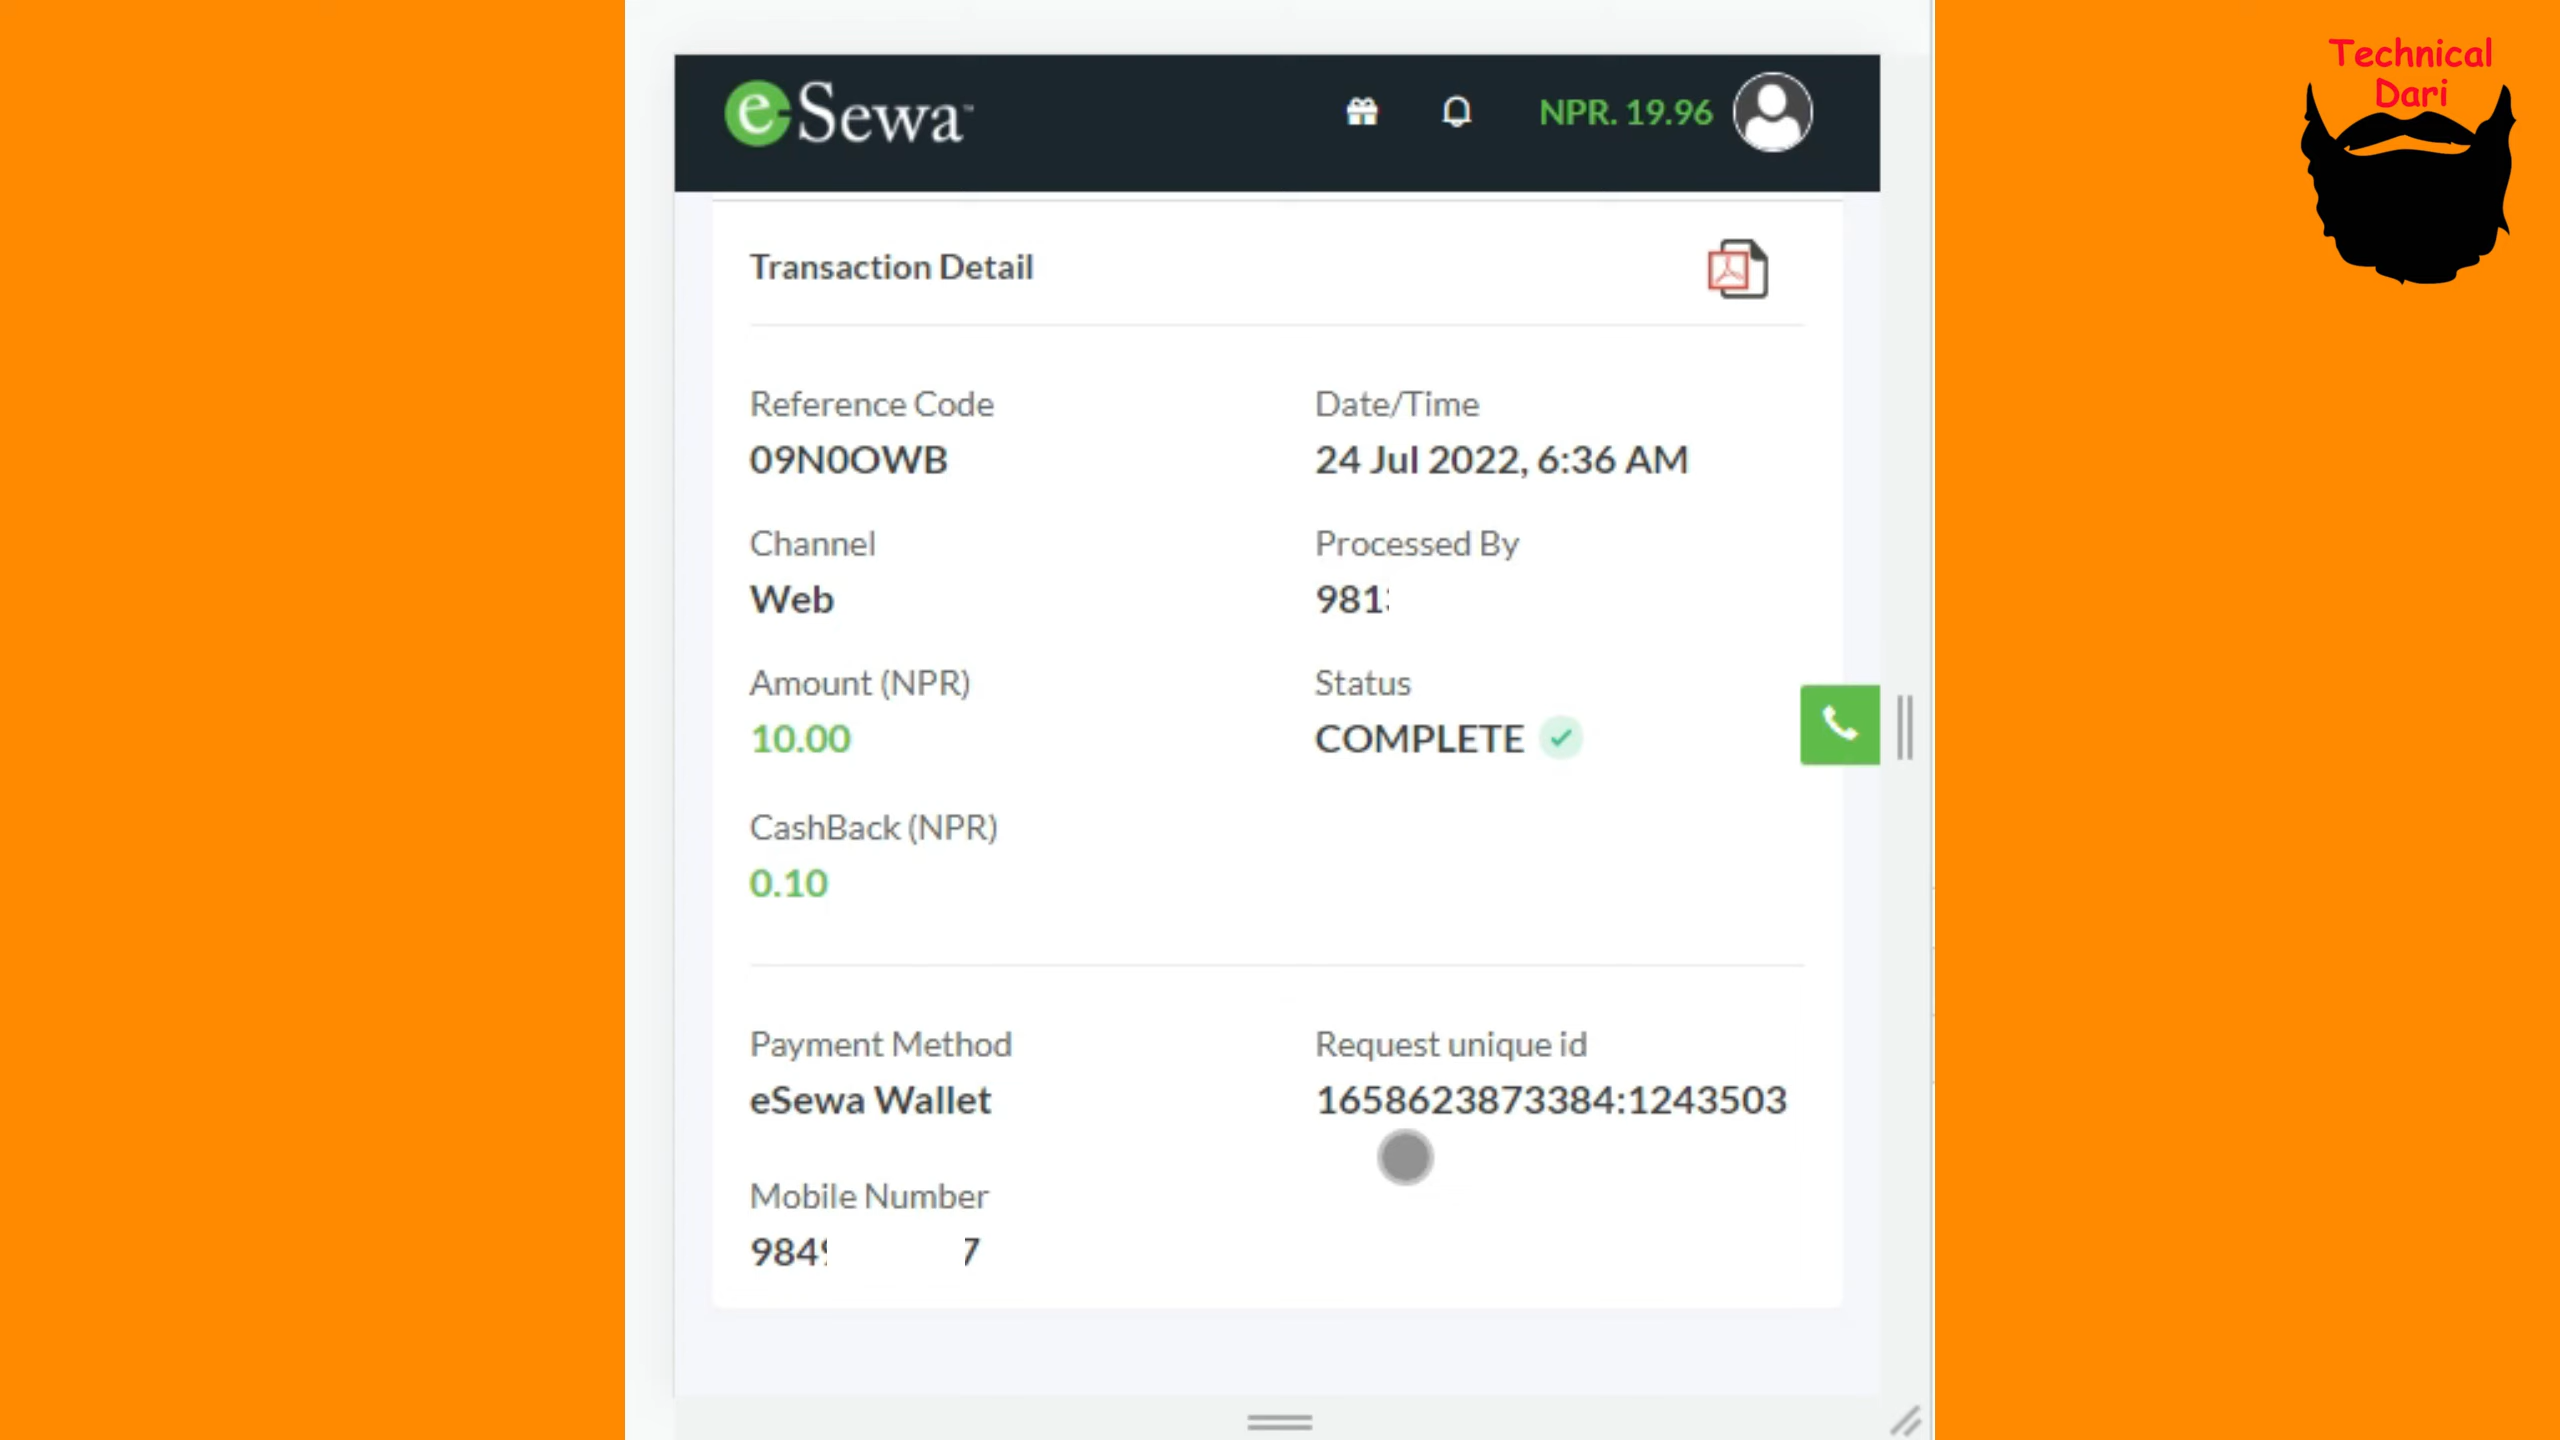 Technical
Dari
eSewa™
NPR. 19.96
Transaction Detail
Reference Code
09N0OWB
Date/Time
24 Jul 2022, 6:36 AM
Channel
Web
Processed By
981
Amount (NPR)
10.00
Status
COMPLETE
CashBack (NPR)
0.10
Payment Method
eSewa Wallet
Request unique id
1658623873384:1243503
Mobile Number
984 7